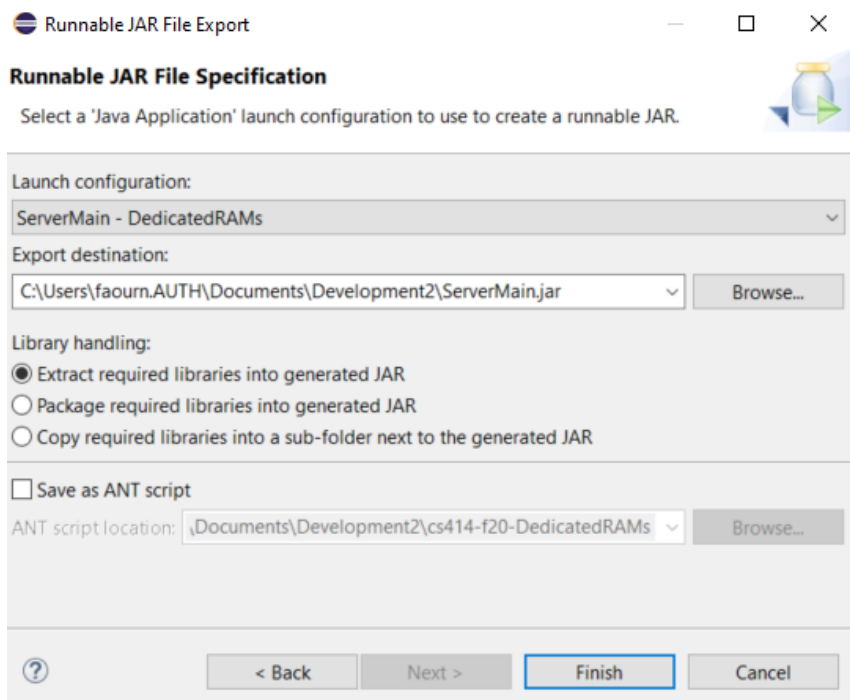 Runnable JAR File Export
Runnable JAR File Specification
Select a 'Java Application' launch configuration to use to create a runnable JAR.
Launch configuration:
ServerMain - DedicatedRAMs
Export destination:
C:\Users\faourn.AUTH\Documents\Development2\ServerMain.jar
Browse...
Library handling:
Extract required libraries into generated JAR
Package required libraries into generated JAR
Copy required libraries into a sub-folder next to the generated JAR
Save as ANT script
ANT script location: \Documents\Development2\cs414-f20-DedicatedRAMs
Browse...
?
< Back
Next >
Finish
Cancel